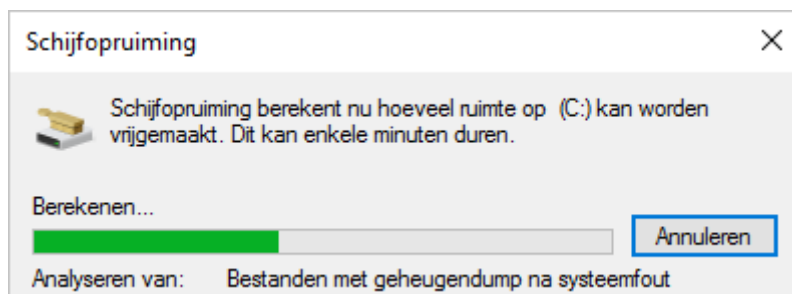 Schijfopruiming
Schijfopruiming berekent nu hoeveel ruimte op (C:) kan worden
vrijgemaakt. Dit kan enkele minuten duren.
Berekenen...
Annuleren
Analyseren van: Bestanden met geheugendump na systeemfout